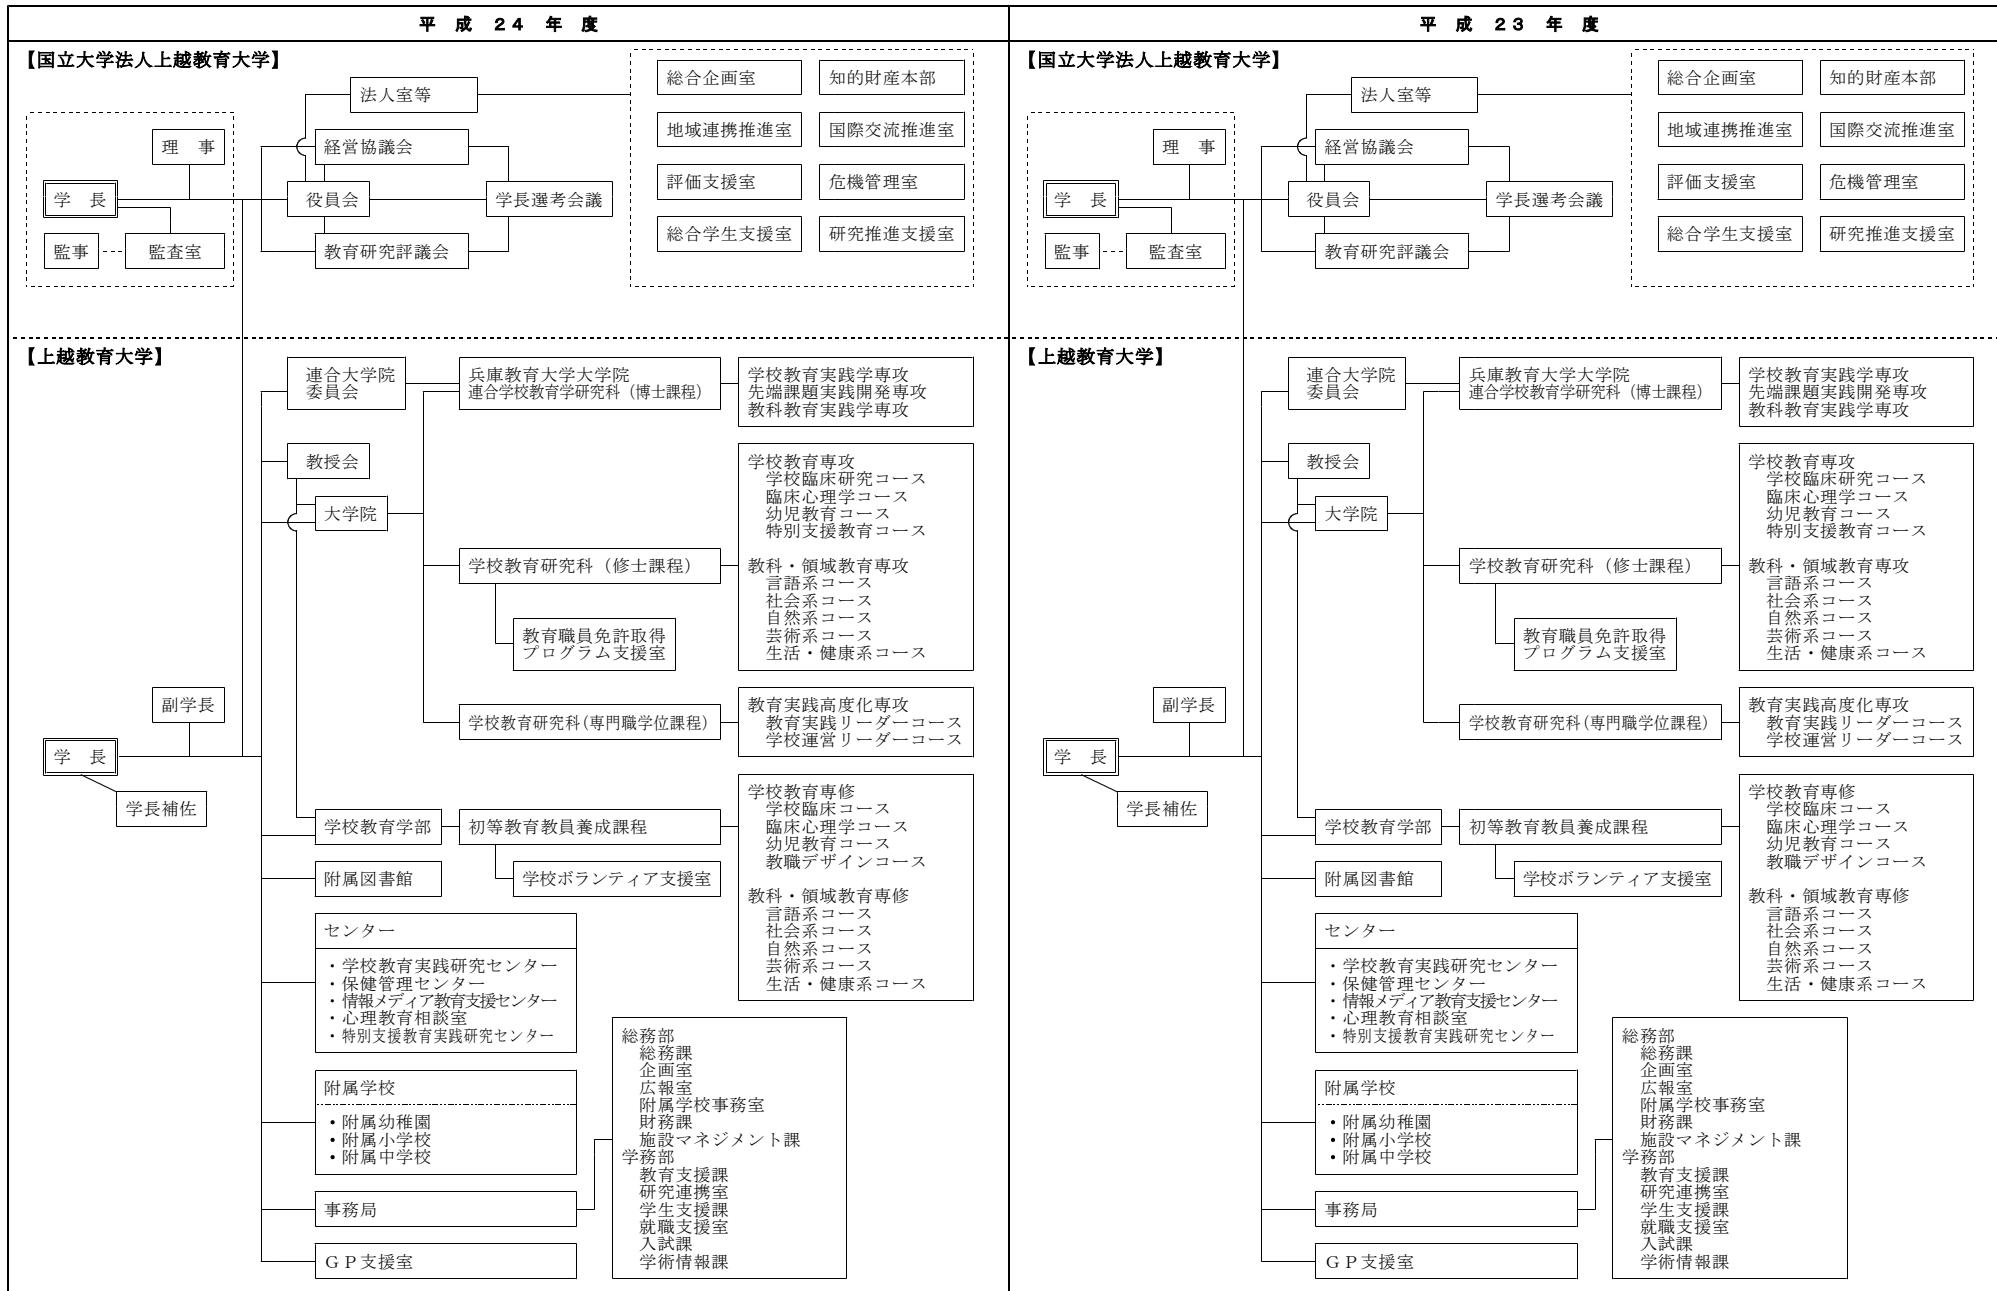 平 成 ２４ 年 度
【国立大学法人上越教育大学】
法人室等
総合企画室
知的財産本部
理 事
経営協議会
地域連携推進室
国際交流推進室
学 長
役員会
学長選考会議
評価支援室
危機管理室
監事
監査室
教育研究評議会
総合学生支援室
研究推進支援室
【上越教育大学】
連合大学院
委員会
兵庫教育大学大学院
連合学校教育学研究科（博士課程）
学校教育実践学専攻
先端課題実践開発専攻
教科教育実践学専攻
教授会
大学院
学校教育専攻
学校臨床研究コース
臨床心理学コース
幼児教育コース
特別支援教育コース
学校教育研究科（修士課程）
教科・領域教育専攻
言語系コース
社会系コース
自然系コース
芸術系コース
生活・健康系コース
教育職員免許取得
プログラム支援室
副学長
学 長
学長補佐
学校教育研究科(専門職学位課程)
教育実践高度化専攻
教育実践リーダーコース
学校運営リーダーコース
学校教育学部
初等教育教員養成課程
学校教育専修
学校臨床コース
臨床心理学コース
幼児教育コース
教職デザインコース
附属図書館
学校ボランティア支援室
教科・領域教育専修
言語系コース
社会系コース
自然系コース
芸術系コース
生活・健康系コース
センター
・学校教育実践研究センター
・保健管理センター
・情報メディア教育支援センター
・心理教育相談室
・特別支援教育実践研究センター
附属学校
・附属幼稚園
・附属小学校
・附属中学校
事務局
総務部
総務課
企画室
広報室
附属学校事務室
財務課
施設マネジメント課
学務部
教育支援課
研究連携室
学生支援課
就職支援室
入試課
学術情報課
ＧＰ支援室
平 成 ２３ 年 度
【国立大学法人上越教育大学】
法人室等
総合企画室
知的財産本部
理 事
経営協議会
地域連携推進室
国際交流推進室
学 長
役員会
学長選考会議
評価支援室
危機管理室
監事
監査室
教育研究評議会
総合学生支援室
研究推進支援室
【上越教育大学】
連合大学院
委員会
兵庫教育大学大学院
連合学校教育学研究科（博士課程）
学校教育実践学専攻
先端課題実践開発専攻
教科教育実践学専攻
教授会
大学院
学校教育専攻
学校臨床研究コース
臨床心理学コース
幼児教育コース
特別支援教育コース
学校教育研究科（修士課程）
教科・領域教育専攻
言語系コース
社会系コース
自然系コース
芸術系コース
生活・健康系コース
教育職員免許取得
プログラム支援室
副学長
学 長
学長補佐
学校教育研究科(専門職学位課程)
教育実践高度化専攻
教育実践リーダーコース
学校運営リーダーコース
学校教育学部
初等教育教員養成課程
学校教育専修
学校臨床コース
臨床心理学コース
幼児教育コース
教職デザインコース
附属図書館
学校ボランティア支援室
教科・領域教育専修
言語系コース
社会系コース
自然系コース
芸術系コース
生活・健康系コース
センター
・学校教育実践研究センター
・保健管理センター
・情報メディア教育支援センター
・心理教育相談室
・特別支援教育実践研究センター
附属学校
・附属幼稚園
・附属小学校
・附属中学校
事務局
総務部
総務課
企画室
広報室
附属学校事務室
財務課
施設マネジメント課
学務部
教育支援課
研究連携室
学生支援課
就職支援室
入試課
学術情報課
ＧＰ支援室